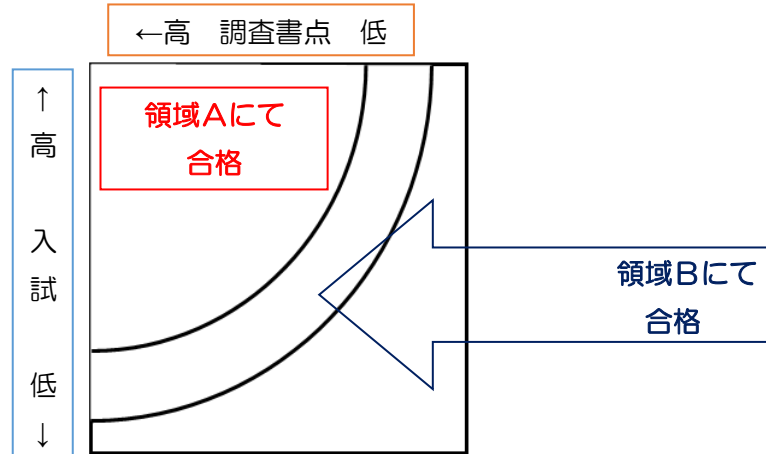 ←高　調査書点　低
↑高　入試　低↓
領域Aにて
合格
領域Bにて
合格